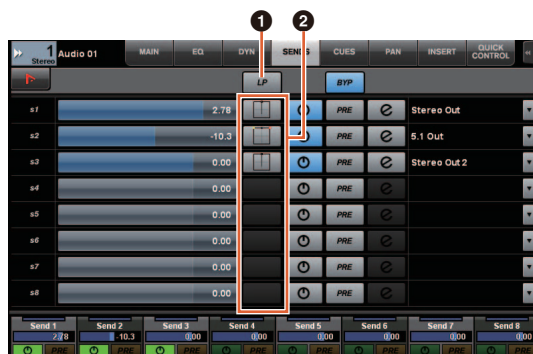 1 2
1 Audio 01 MAIN EQ DYN SENDS CUES PAN INSERT QUICK CONTROL
Stereo
LP BYP
s1 2.78 PRE e Stereo Out
s2 -10.3 PRE e 5.1 Out
s3 0.00 PRE e Stereo Out 2
s4 0.00 PRE e
s5 0.00 PRE e
s6 0.00 PRE e
s7 0.00 PRE e
s8 0.00 PRE e
Send 1 Send 2 Send 3 Send 4 Send 5 Send 6 Send 7 Send 8
2.78 -10.3 0.00 0.00 0.00 0.00 0.00 0.00
PRE PRE PRE PRE PRE PRE PRE PRE